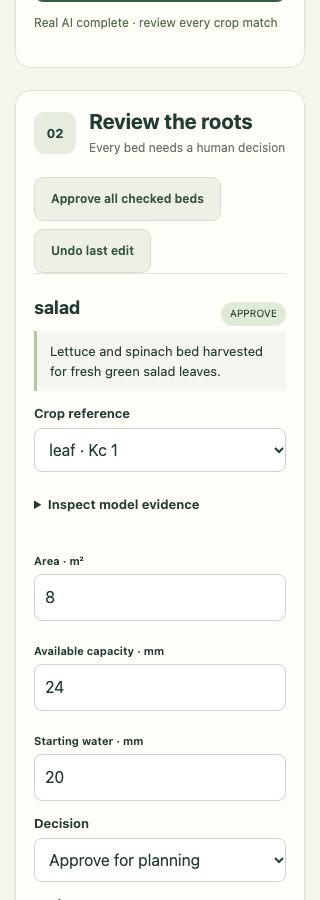 Real AI complete · review every crop match
02
Review the roots
Every bed needs a human decision
Approve all checked beds
Undo last edit
salad
APPROVE
Lettuce and spinach bed harvested
for fresh green salad leaves.
Crop reference
leaf · Kc 1
Inspect model evidence
Area · m²
8
Available capacity · mm
24
Starting water · mm
20
Decision
Approve for planning